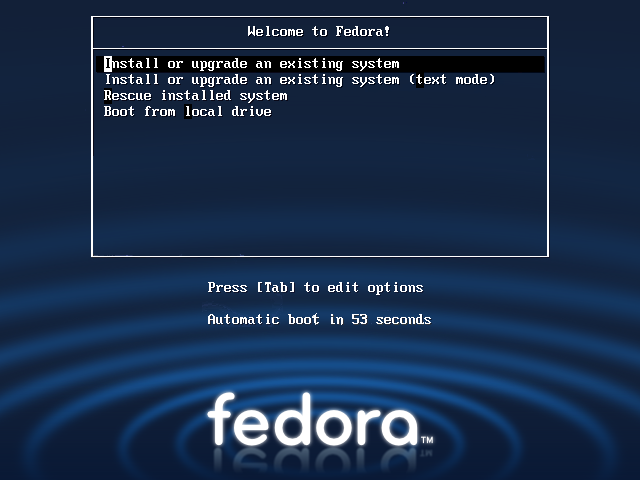 Welcome to Fedora!
Install or upgrade an existing system
Install or upgrade an existing system (text mode)
Rescue installed system
Boot from local drive
Press [Tab] to edit options
Automatic boot in 53 seconds
fedora™